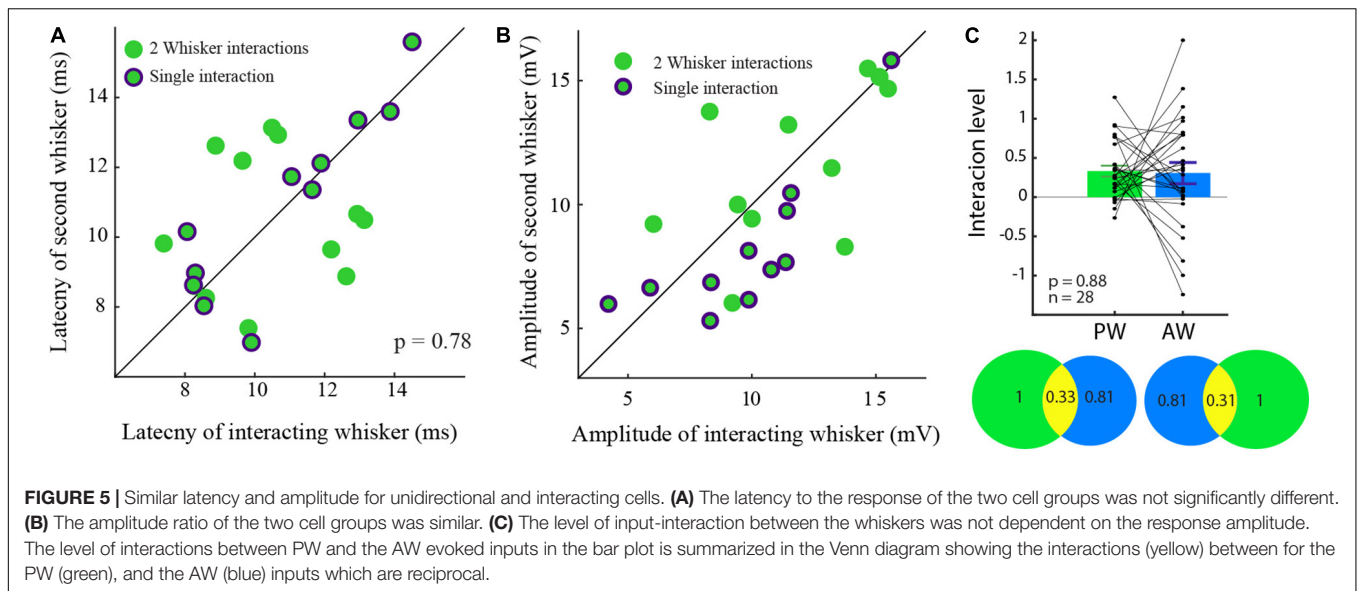 A
2 Whisker interactions
Single interaction
Latecny of second whisker (ms)
14
12
10
8
8
10
12
14
p = 0.78
Latecny of interacting whisker (ms)
B
2 Whisker interactions
Single interaction
Amplitude of second whisker (mV)
15
10
5
5
10
15
Amplitude of interacting whisker (mV)
C
Interacion level
2
1.5
1
0.5
0
-0.5
-1
p = 0.88
n = 28
PW AW
1 0.33 0.81
0.81 0.31 1
FIGURE 5 | Similar latency and amplitude for unidirectional and interacting cells. (A) The latency to the response of the two cell groups was not significantly different.
(B) The amplitude ratio of the two cell groups was similar. (C) The level of input-interaction between the whiskers was not dependent on the response amplitude.
The level of interactions between PW and the AW evoked inputs in the bar plot is summarized in the Venn diagram showing the interactions (yellow) between for the
PW (green), and the AW (blue) inputs which are reciprocal.